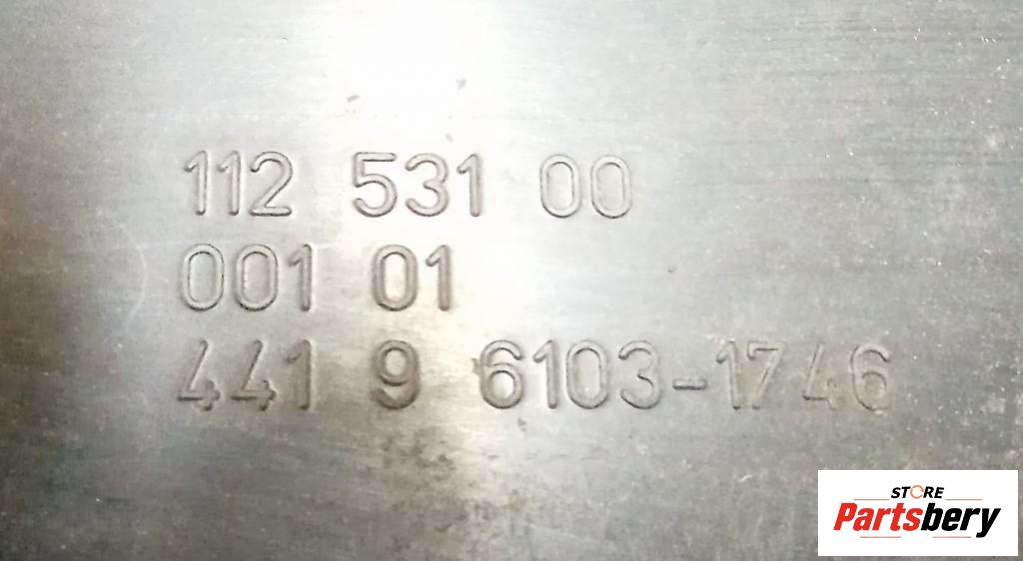 112 531 00
001 01
441 9 6103-1746
STORE
Partsbery